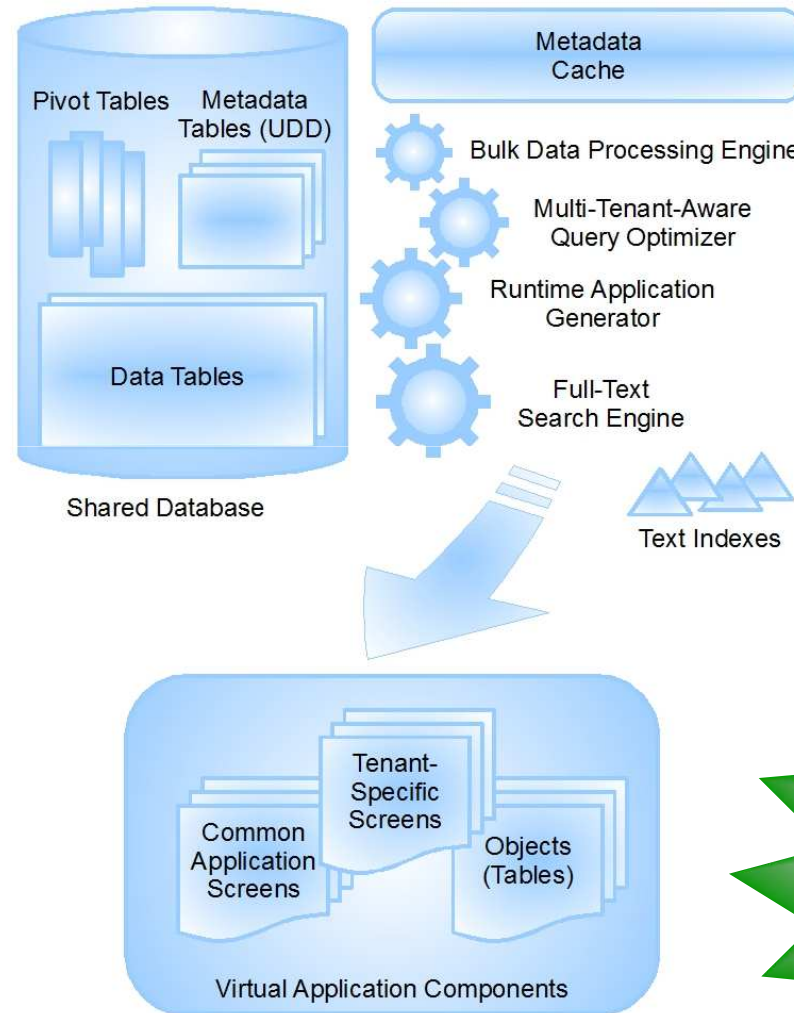 Metadata
Cache
Pivot Tables
Metadata
Tables (UDD)
Bulk Data Processing Engine
Multi-Tenant-Aware
Query Optimizer
Runtime Application
Generator
Data Tables
Full-Text
Search Engine
Shared Database
Text Indexes
Tenant-
Specific
Screens
Common
Application
Screens
Objects
(Tables)
Virtual Application Components